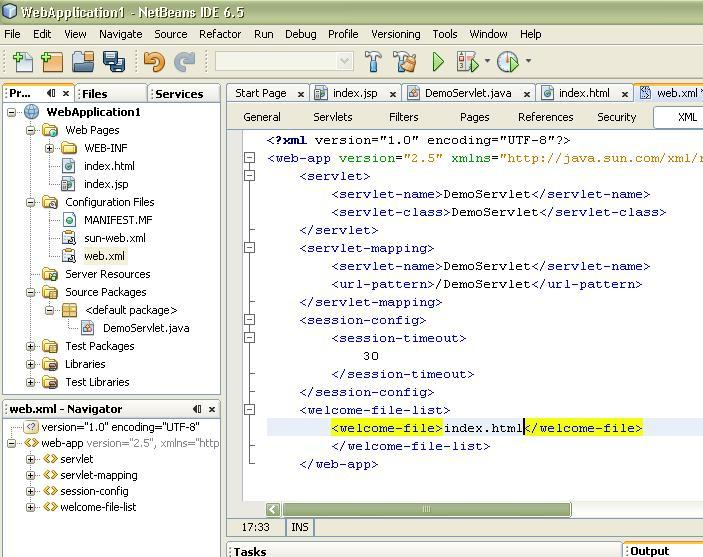 WebApplication1 - NetBeans IDE 6.5
File Edit View Navigate Source Refactor Run Debug Profile Versioning Tools Window Help
Pr... Files Services
Start Page index.jsp DemoServlet.java index.html web.xml *
General Servlets Filters Pages References Security XML
WebApplication1
Web Pages
WEB-INF
index.html
index.jsp
Configuration Files
MANIFEST.MF
sun-web.xml
web.xml
Server Resources
Source Packages
<default package>
DemoServlet.java
Test Packages
Libraries
Test Libraries
<?xml version="1.0" encoding="UTF-8"?>
<web-app version="2.5" xmlns="http://java.sun.com/xml/
<servlet>
<servlet-name>DemoServlet</servlet-name>
<servlet-class>DemoServlet</servlet-class>
</servlet>
<servlet-mapping>
<servlet-name>DemoServlet</servlet-name>
<url-pattern>/DemoServlet</url-pattern>
</servlet-mapping>
<session-config>
<session-timeout>
30
</session-timeout>
</session-config>
<welcome-file-list>
<welcome-file>index.html</welcome-file>
</welcome-file-list>
</web-app>
web.xml - Navigator
version="1.0" encoding="UTF-8"
web-app version="2.5", xmlns="http
servlet
servlet-mapping
session-config
welcome-file-list
17:33 INS
Tasks Output